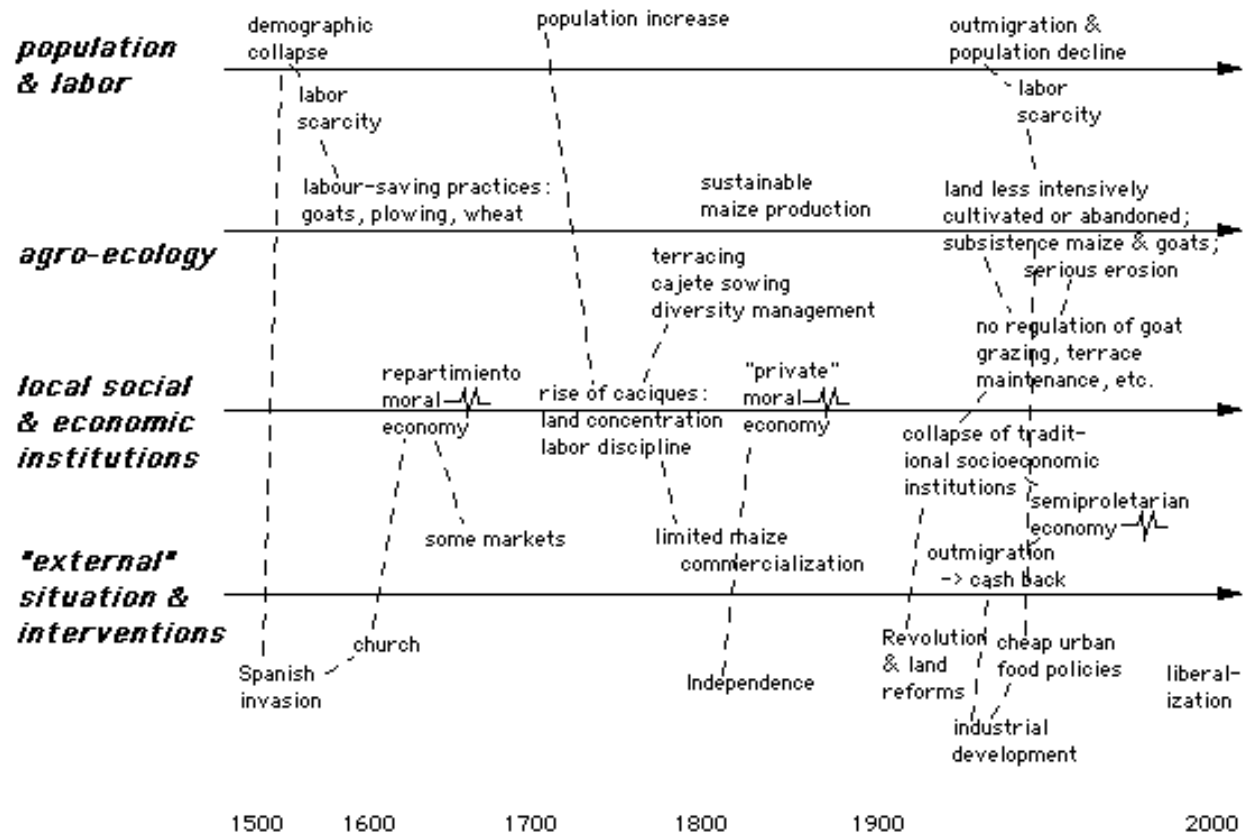 population
& labor
demographic
collapse
labor
scarcity
population increase
outmigration &
population decline
labor
scarcity
agro-ecology
labour-saving practices:
goats, plowing, wheat
sustainable
maize production
terracing
cajete sowing
diversity management
land less intensively
cultivated or abandoned;
subsistence maize & goats;
serious erosion
no regulation of goat
grazing, terrace
maintenance, etc.
local social
& economic
institutions
repartimiento
moral
economy
some markets
rise of caciques:
land concentration
labor discipline
limited maize
commercialization
"private"
moral
economy
collapse of tradit-
ional socioeconomic
institutions
semiproletarian
economy
"external"
situation &
interventions
outmigration
-> cash back
Spanish
invasion
church
Independence
Revolution
& land
reforms
cheap urban
food policies
industrial
development
liberal-
ization
1500 1600 1700 1800 1900 2000